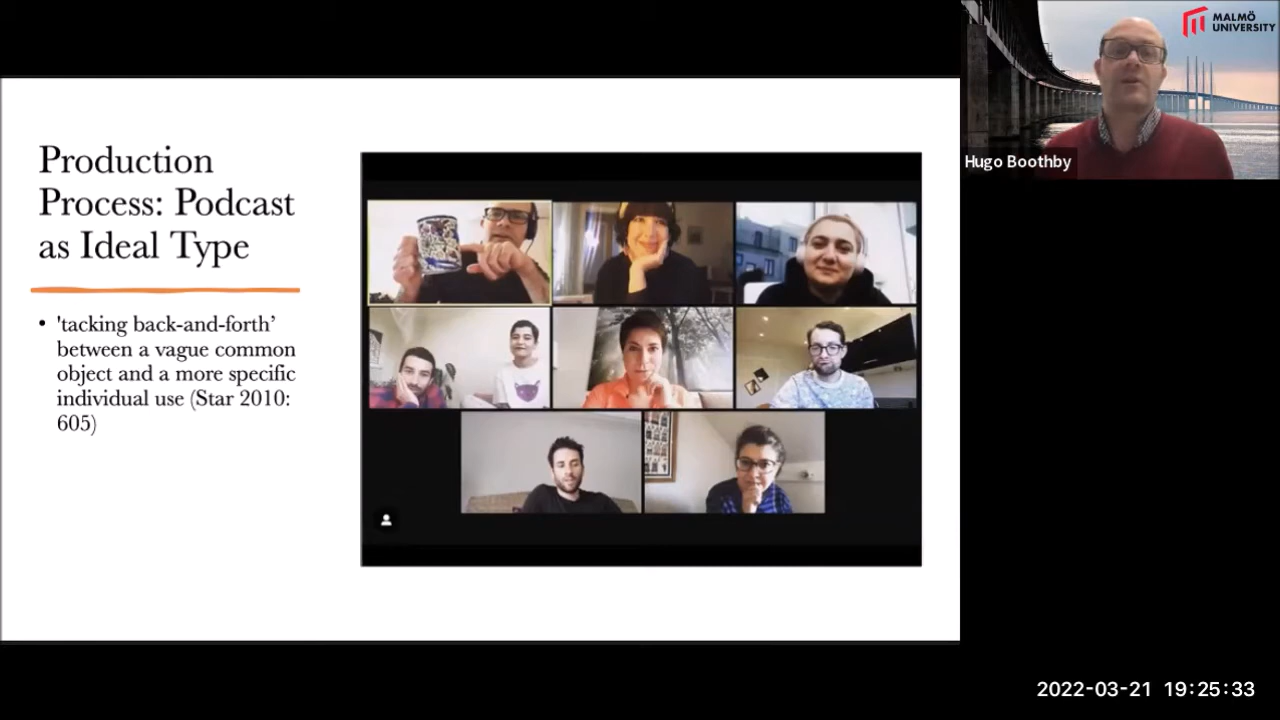 Production
Process: Podcast
as Ideal Type
• 'tacking back-and-forth’
between a vague common
object and a more specific
individual use (Star 2010:
605)
MALMÖ
UNIVERSITY
Hugo Boothby
2022-03-21 19:25:33